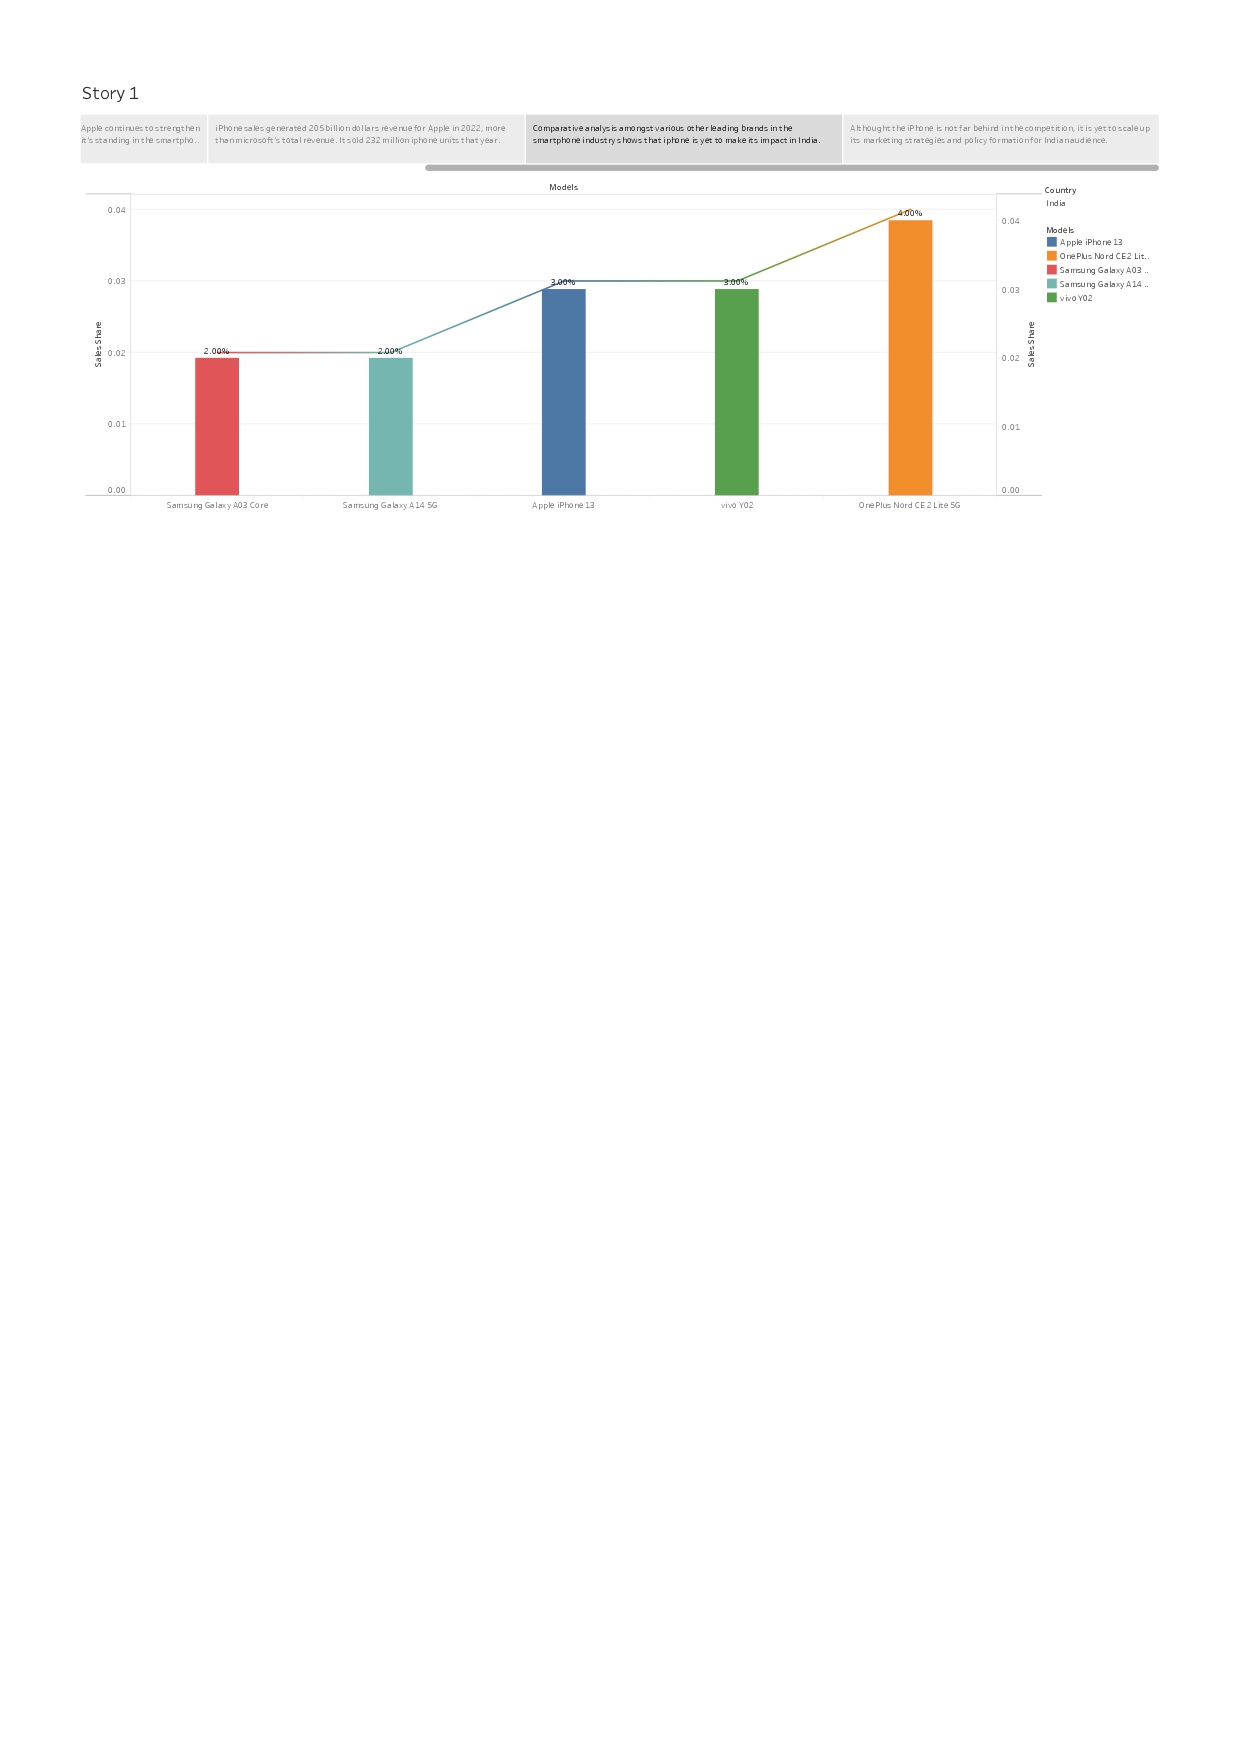 Story 1
Apple continues to strengthen
it's standing in the smartpho..
iPhone sales generated 205 billion dollars revenue for Apple in 2022, more
than microsoft's total revenue. It sold 232 million iphone units that year.
Comparative analysis amongst various other leading brands in the
smartphone industry shows that iphone is yet to make its impact in India.
Althought the iPhone is not far behind in the competition, it is yet to scale up
its marketing strategies and policy formation for Indian audience.
Models
0.04
0.03
0.02
0.01
0.00
Sales Share
2.00%
2.00%
3.00%
3.00%
4.00%
0.04
0.03
0.02
0.01
0.00
Sales Share
Samsung Galaxy A03 Core
Samsung Galaxy A14 5G
Apple iPhone 13
vivo Y02
OnePlus Nord CE 2 Lite 5G
Country
India
Models
Apple iPhone 13
OnePlus Nord CE 2 Lit..
Samsung Galaxy A03 ..
Samsung Galaxy A14 ..
vivo Y02